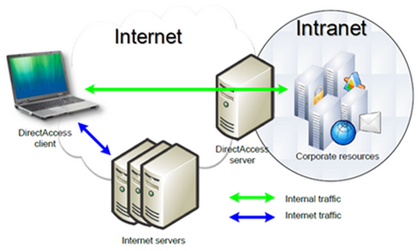 Internet
Intranet
DirectAccess
client
DirectAccess
server
Corporate resources
Internet servers
Internal traffic
Internet traffic